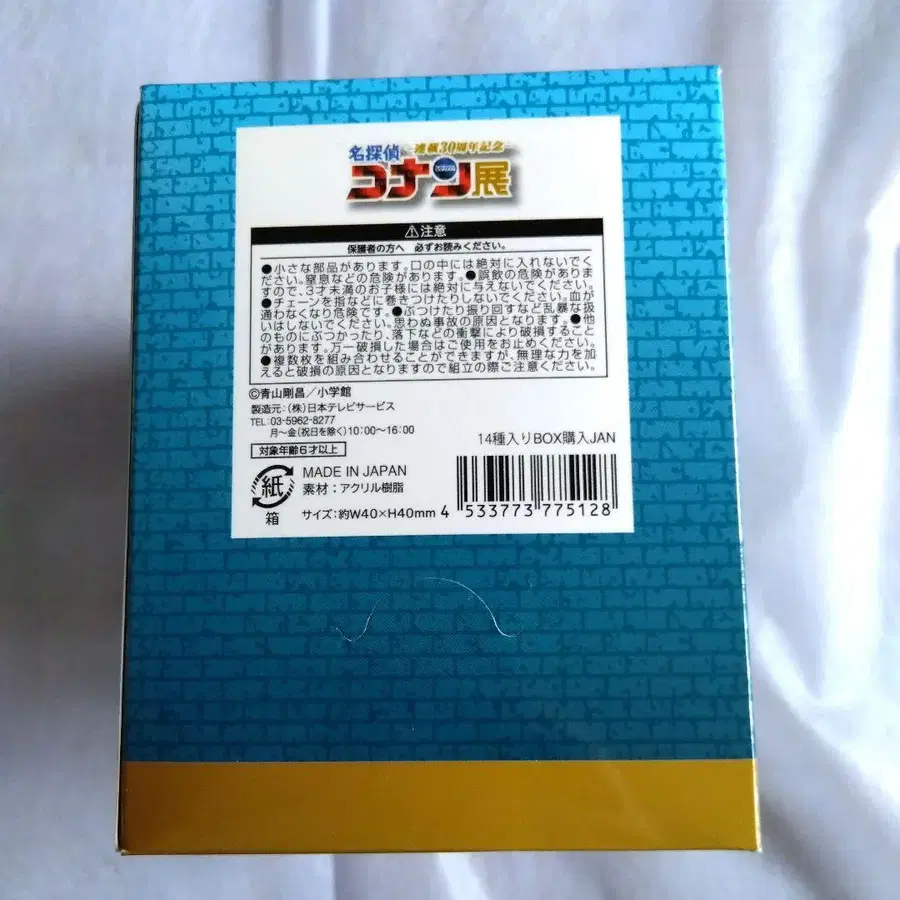 連載30周年記念
名探偵
コナン展
⚠注意
保護者の方へ 必ずお読みください。
●小さな部品があります。口の中には絶対に入れないでく
ださい。窒息などの危険があります。●誤飲の危険がありま
すので、3才未満のお子様には絶対に与えないでください。
●チェーンを指などに巻きつけたりしないでください。血が
通わなくなり危険です。●ぶつけたり振り回すなど乱暴な扱
いはしないでください。思わぬ事故の原因となります。●他
のものにぶつかったり、落下などの衝撃により破損すること
があります。万一破損した場合はご使用をお止めください。
●複数枚を組み合わせることができますが、無理な力を加
えると破損の原因となりますので組立の際ご注意ください。
©青山剛昌/小学館
製造元:(株)日本テレビサービス
TEL:03-5962-8277
月~金(祝日を除く)10:00~16:00
対象年齢6才以上
14種入りBOX購入JAN
紙
箱
MADE IN JAPAN
素材:アクリル樹脂
サイズ:約W40×H40mm
4 533773 775128